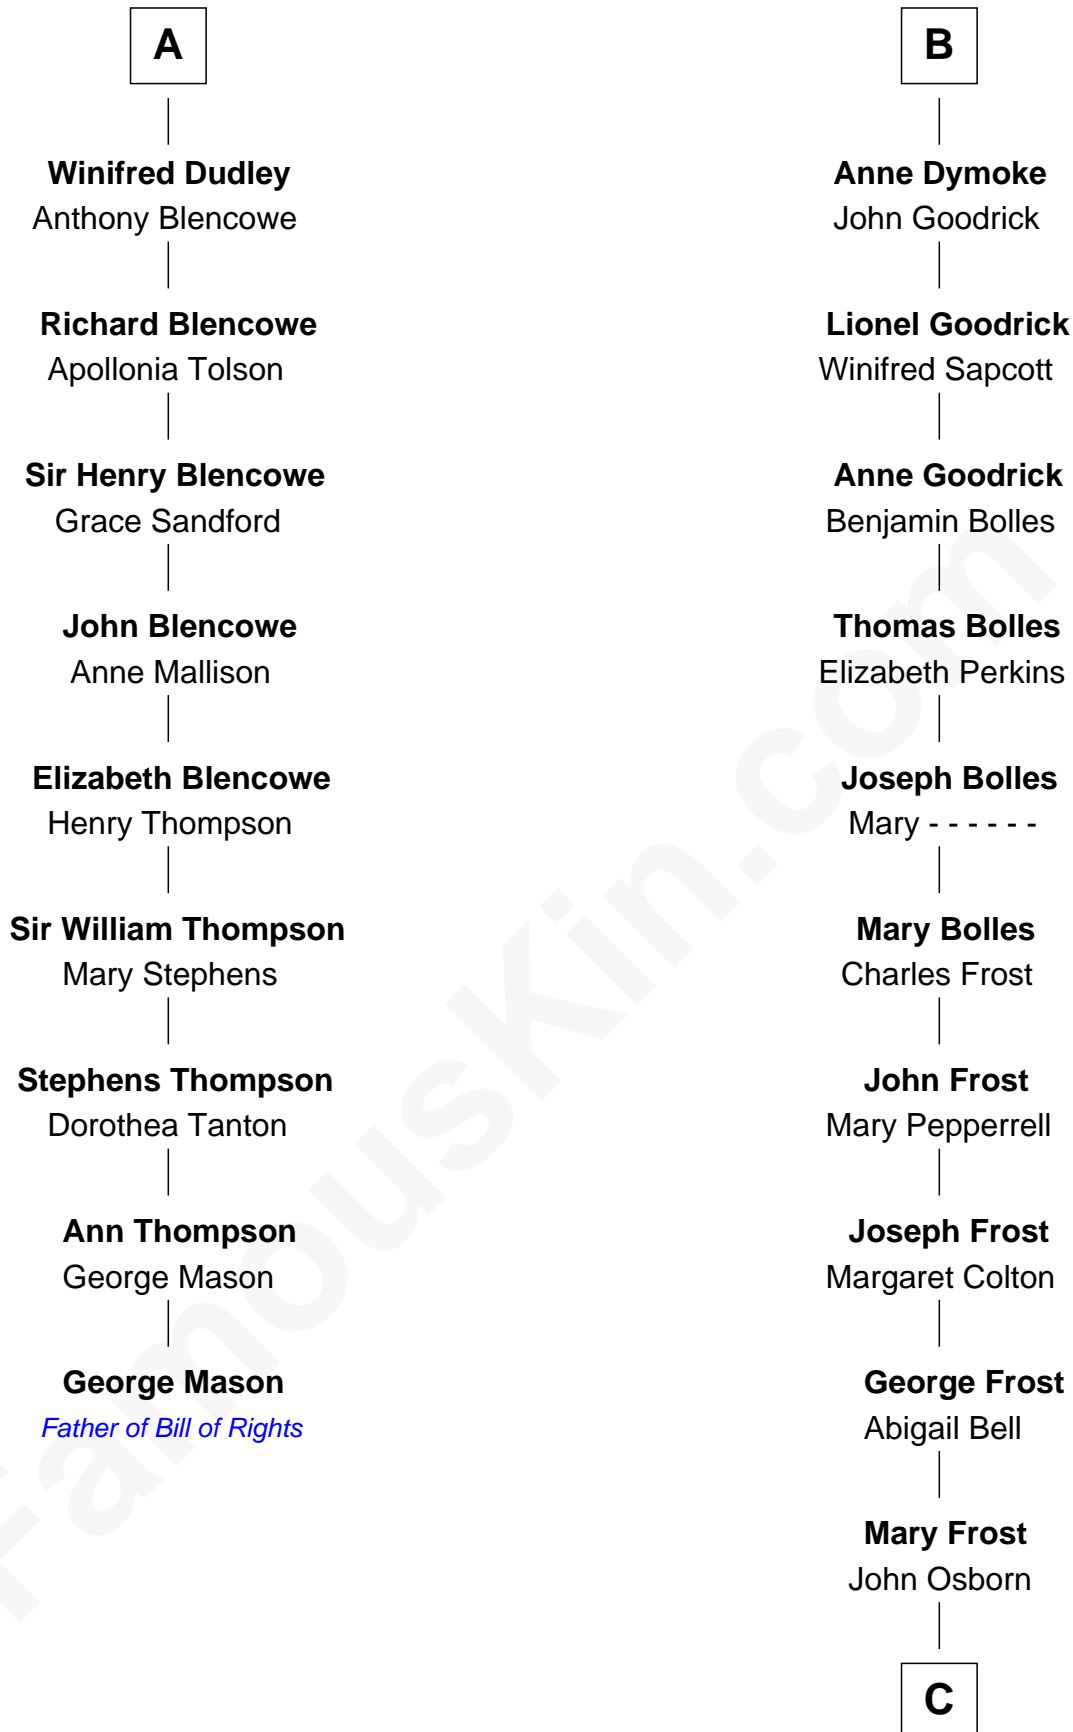 A
Winifred Dudley
Anthony Blencowe
Richard Blencowe
Apollonia Tolson
Sir Henry Blencowe
Grace Sandford
John Blencowe
Anne Mallison
Elizabeth Blencowe
Henry Thompson
Sir William Thompson
Mary Stephens
Stephens Thompson
Dorothea Tanton
Ann Thompson
George Mason
George Mason
Father of Bill of Rights
B
Anne Dymoke
John Goodrick
Lionel Goodrick
Winifred Sapcott
Anne Goodrick
Benjamin Bolles
Thomas Bolles
Elizabeth Perkins
Joseph Bolles
Mary - - - - - -
Mary Bolles
Charles Frost
John Frost
Mary Pepperrell
Joseph Frost
Margaret Colton
George Frost
Abigail Bell
Mary Frost
John Osborn
C
FamousKin.com